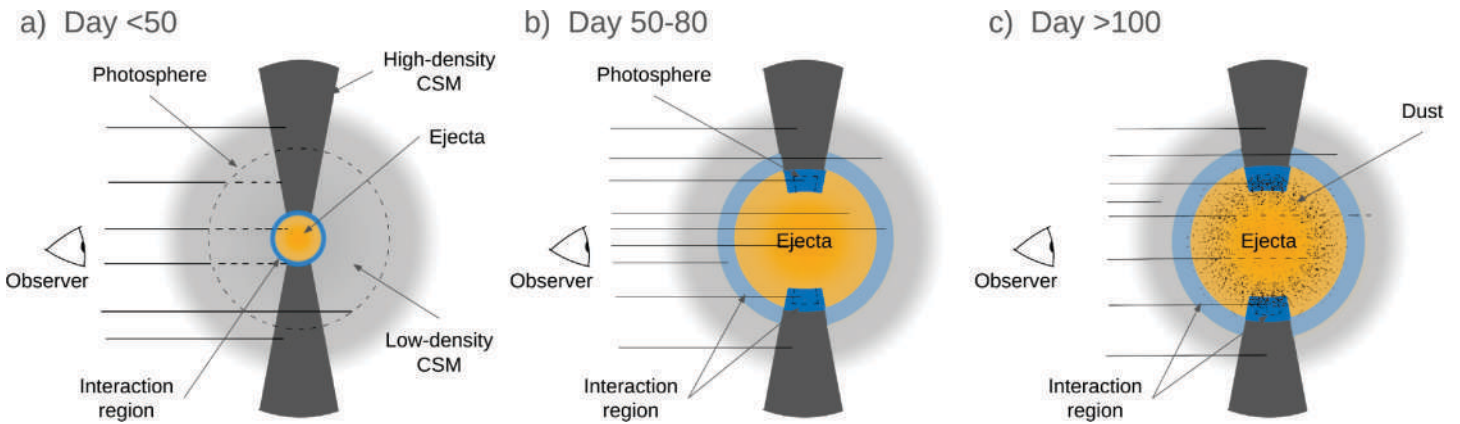 a) Day <50
Photosphere
High-density
CSM
Ejecta
Observer
Low-density
CSM
Interaction
region
b) Day 50-80
Photosphere
Ejecta
Observer
Interaction
region
c) Day >100
Dust
Ejecta
Observer
Interaction
region